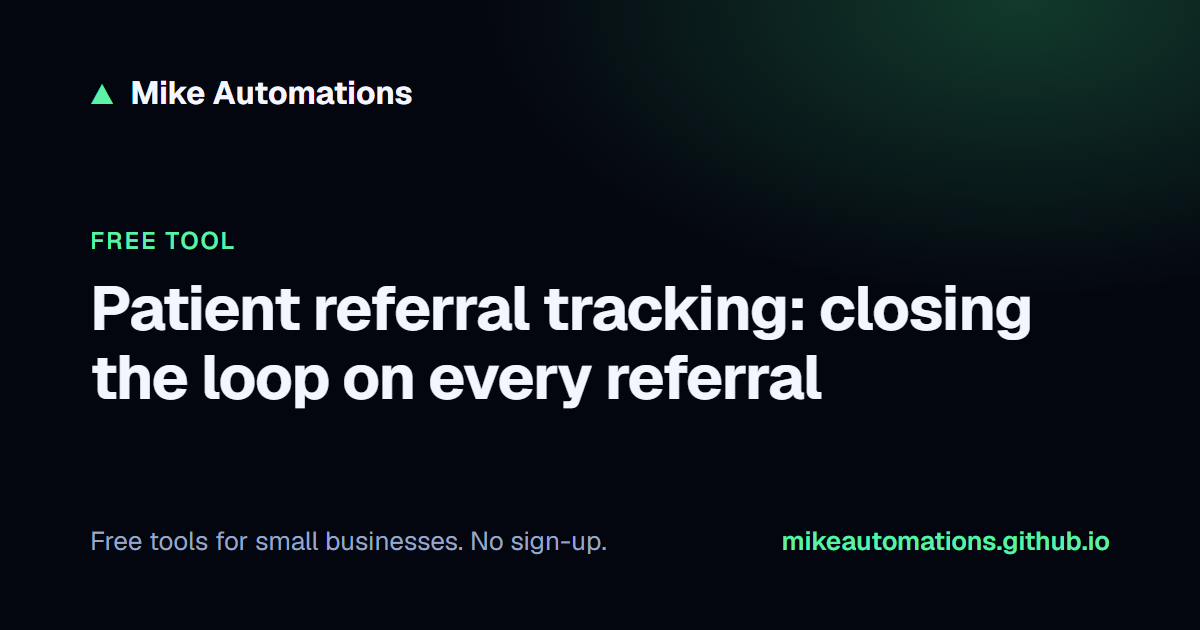 Mike Automations
FREE TOOL
Patient referral tracking: closing
the loop on every referral
Free tools for small businesses. No sign-up.
mikeautomations.github.io